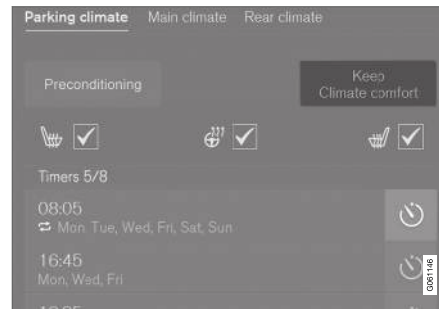 Parking climate Main climate Rear climate
Preconditioning
Keep
Climate comfort
Timers 5/8
08:05
Mon, Tue, Wed, Fri, Sat, Sun
16:45
Mon, Wed, Fri
G061146